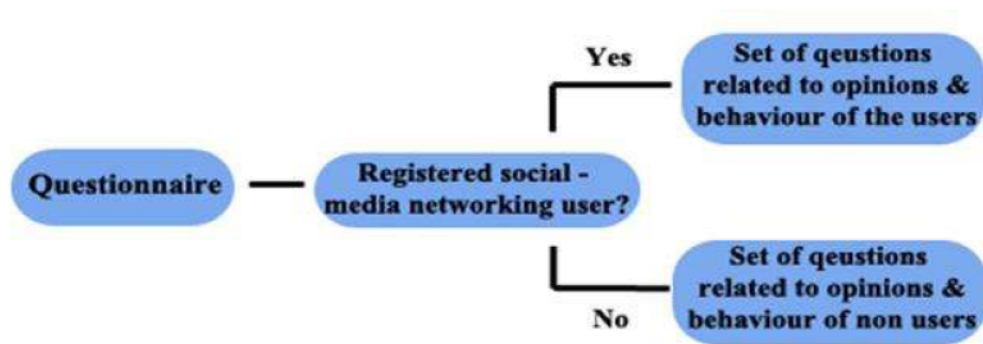 Questionnaire
Registered social -
media networking user?
Yes
Set of qeustions
related to opinions &
behaviour of the users
No
Set of qeustions
related to opinions &
behaviour of non users